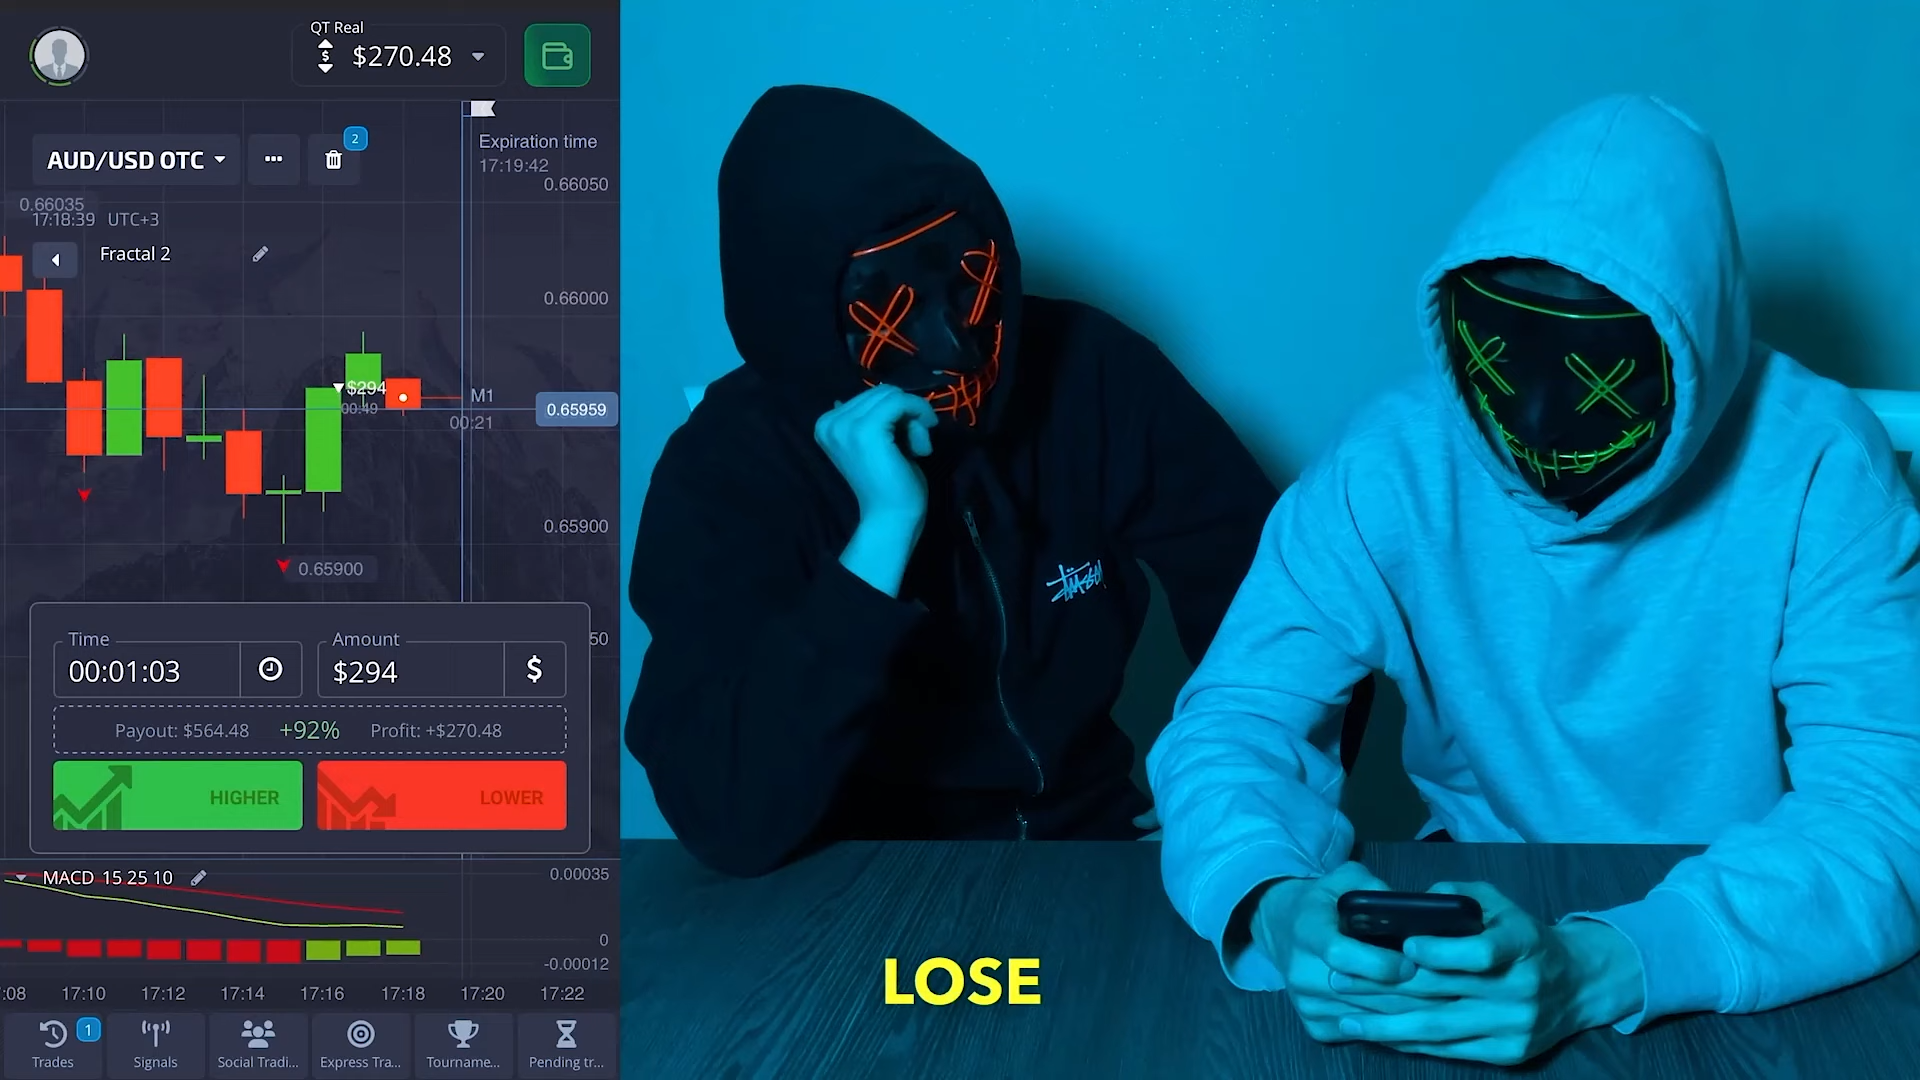 QT Real
$270.48
AUD/USD OTC
2
Expiration time
17:19:42
0.66050
0.66035
17:18:39 UTC+3
Fractal 2
0.66000
$294
00:49
M1
00:21
0.65959
0.65900
0.65900
50
Time
00:01:03
Amount
$294
$
Payout: $564.48 +92% Profit: +$270.48
HIGHER
LOWER
MACD 15 25 10
0.00035
0
-0.00012
:08 17:10 17:12 17:14 17:16 17:18 17:20 17:22
1
Trades
Signals
Social Tradi...
Express Tra...
Tourname...
Pending tr...
Stüssy
LOSE